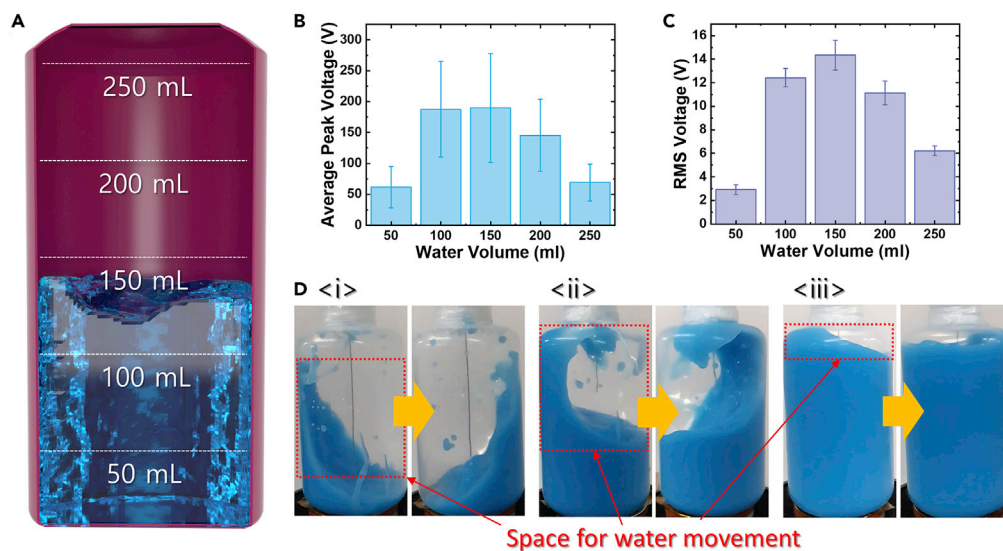 A
250 mL
200 mL
150 mL
100 mL
50 mL
B
Average Peak Voltage (V)
300
250
200
150
100
50
0
50 100 150 200 250
Water Volume (ml)
C
RMS Voltage (V)
16
14
12
10
8
6
4
2
0
50 100 150 200 250
Water Volume (ml)
D
<i>
<ii>
<iii>
Space for water movement